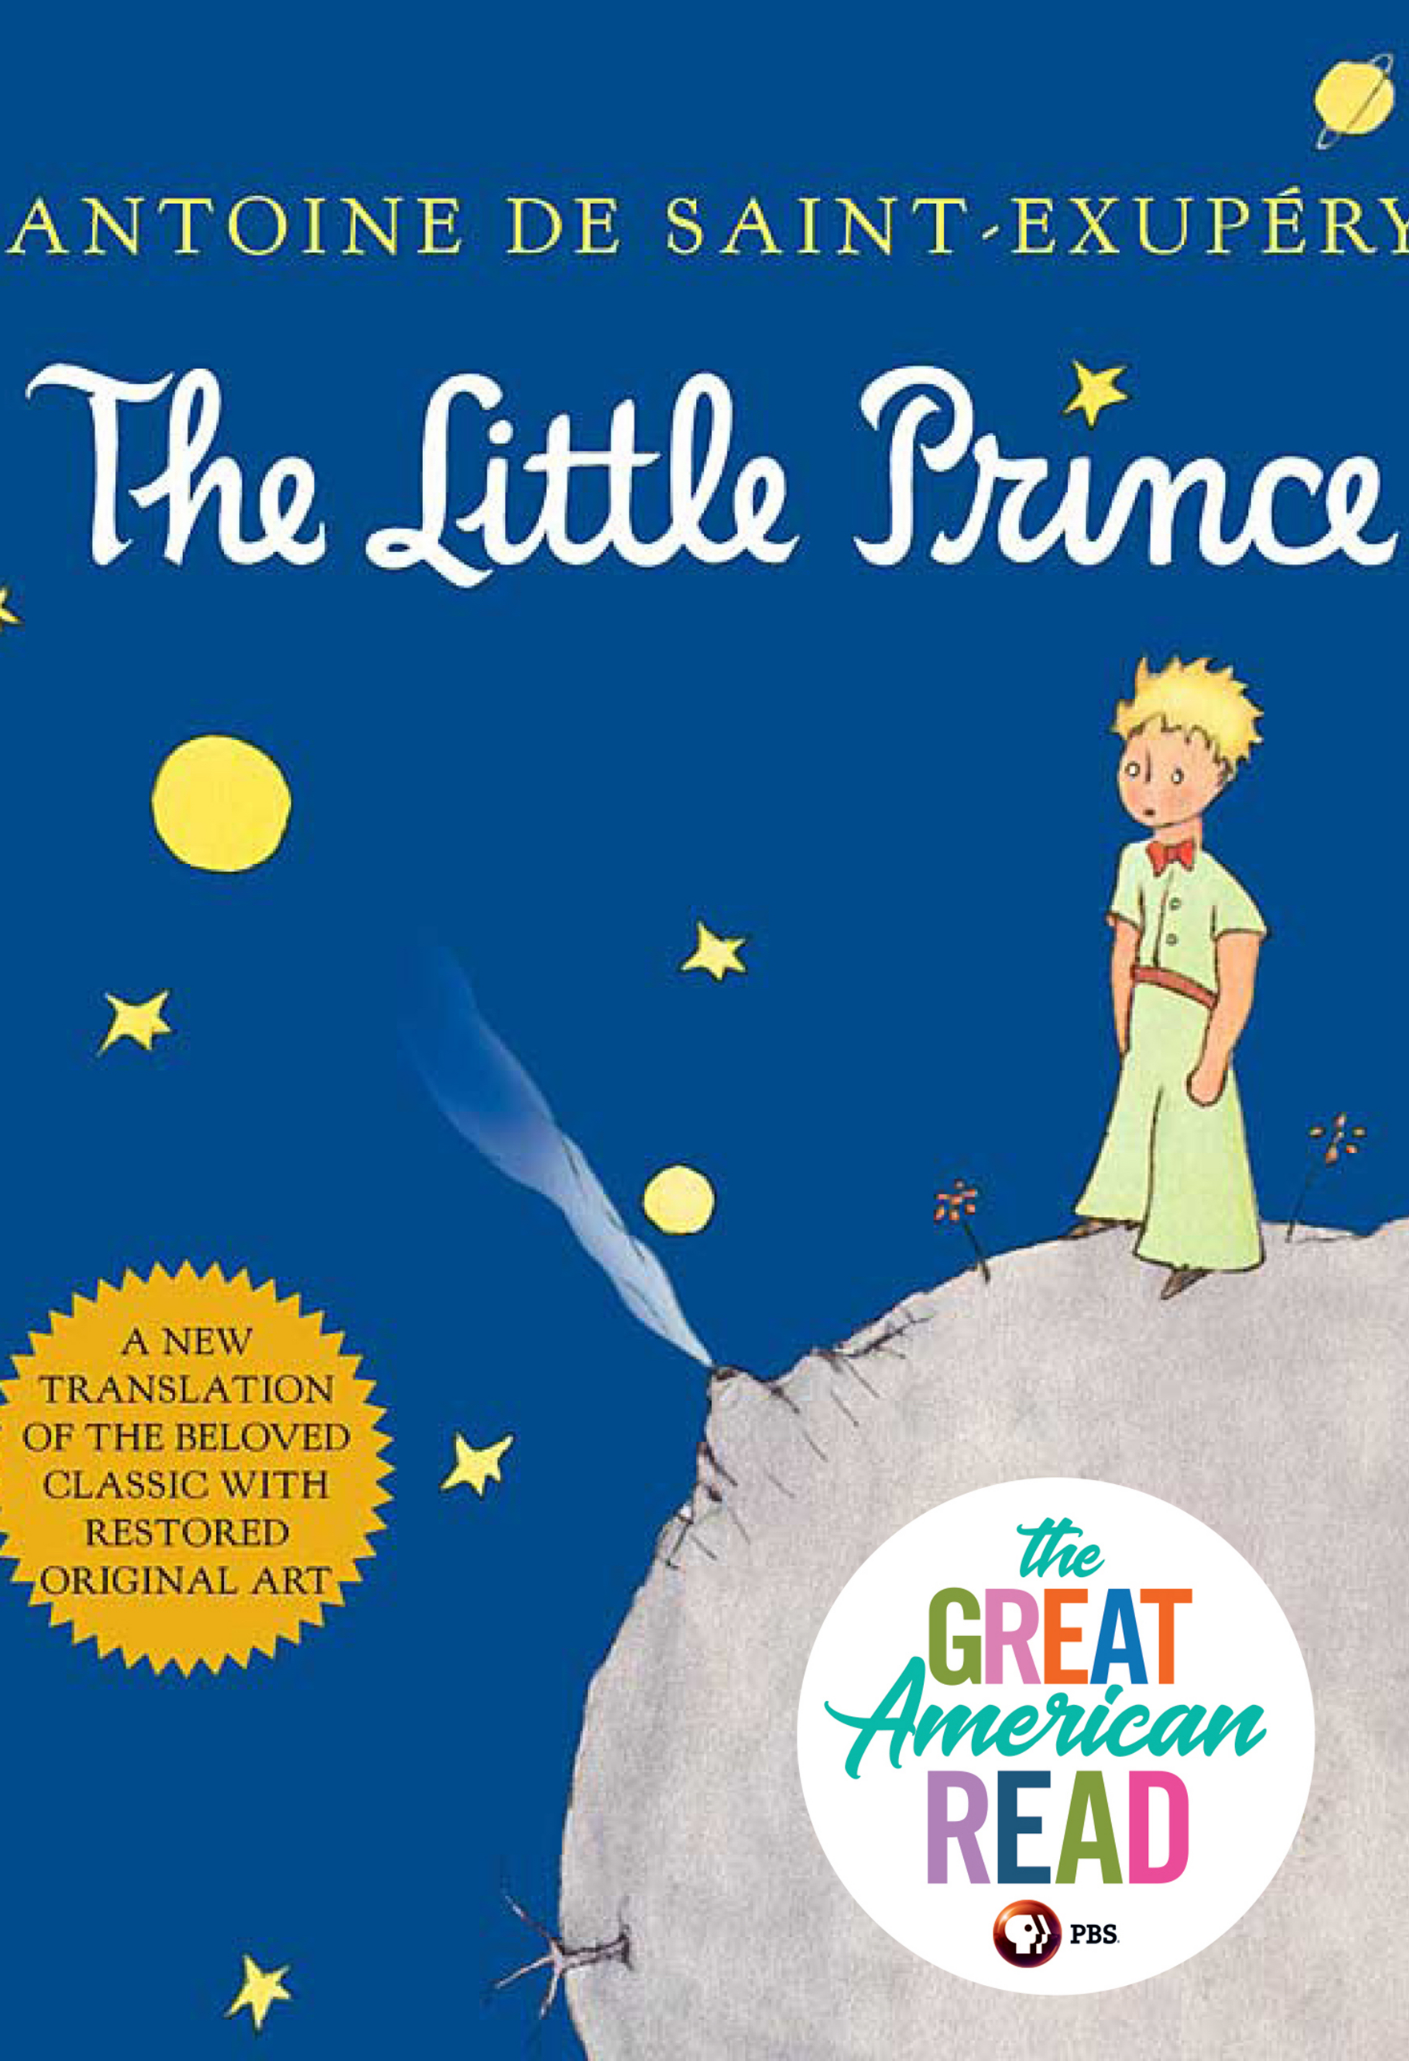 ANTOINE DE SAINT-EXUPÉRY
The Little Prince
A NEW
TRANSLATION
OF THE BELOVED
CLASSIC WITH
RESTORED
ORIGINAL ART
the
GREAT
American
READ
PBS